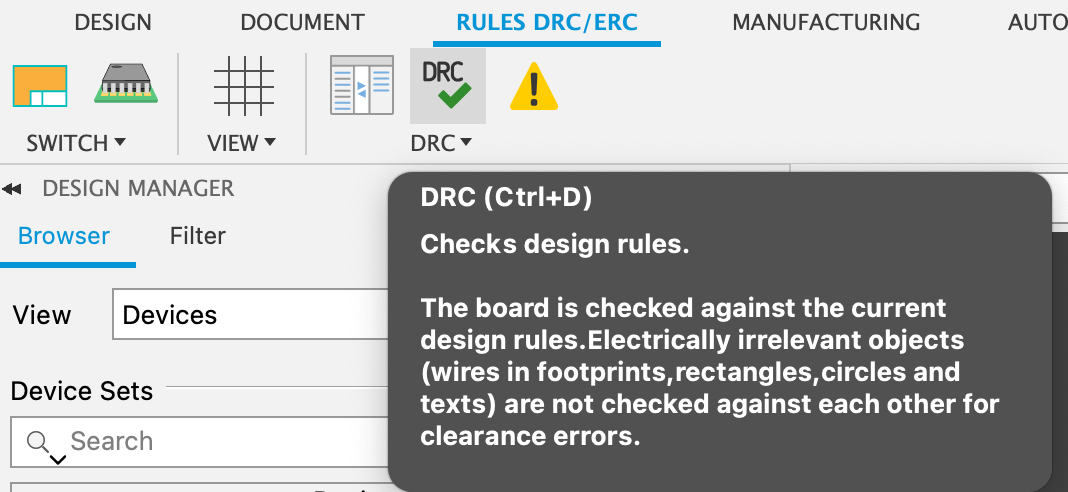 DESIGN DOCUMENT RULES DRC/ERC MANUFACTURING AUTO
DRC
SWITCH VIEW DRC
DESIGN MANAGER
Browser Filter
View Devices
Device Sets
Search
DRC (Ctrl+D)
Checks design rules.
The board is checked against the current
design rules.Electrically irrelevant objects
(wires in footprints,rectangles,circles and
texts) are not checked against each other for
clearance errors.